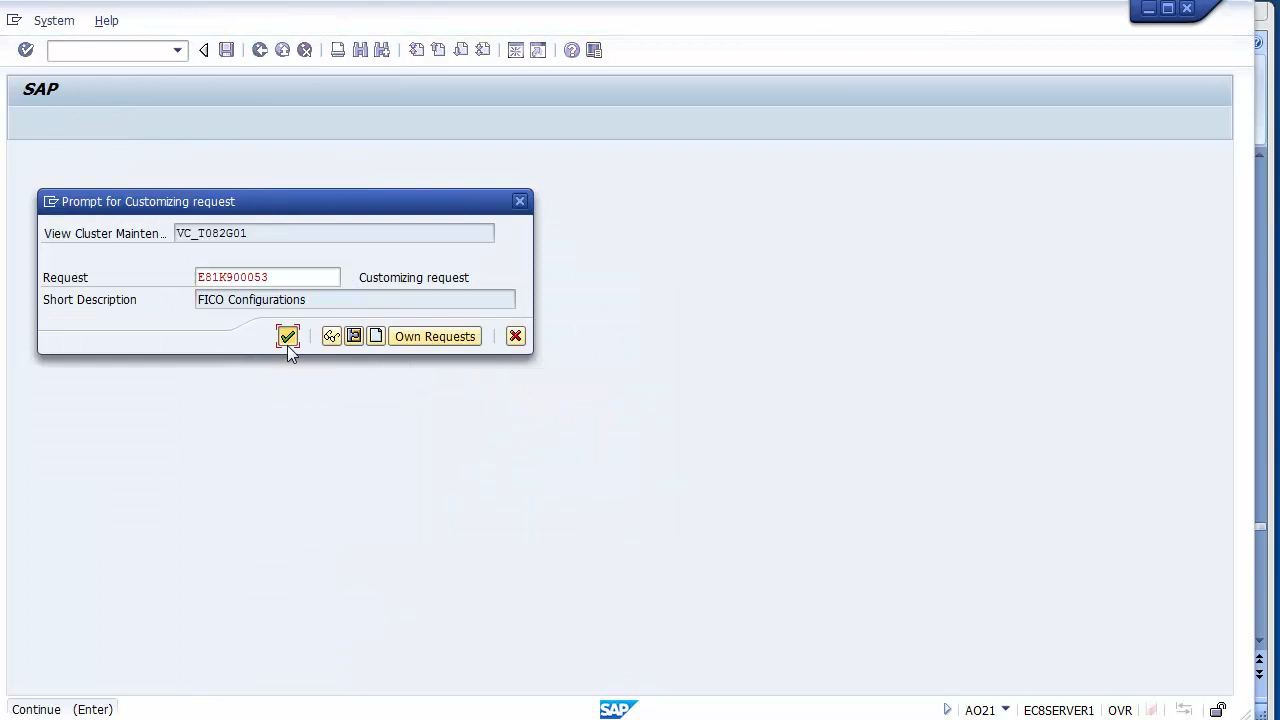 System Help
SAP
Prompt for Customizing request
View Cluster Mainten... VC_T082G01
Request E81K900053 Customizing request
Short Description FICO Configurations
Own Requests
Continue (Enter)
SAP
AO21 ECGSERVER1 OVR